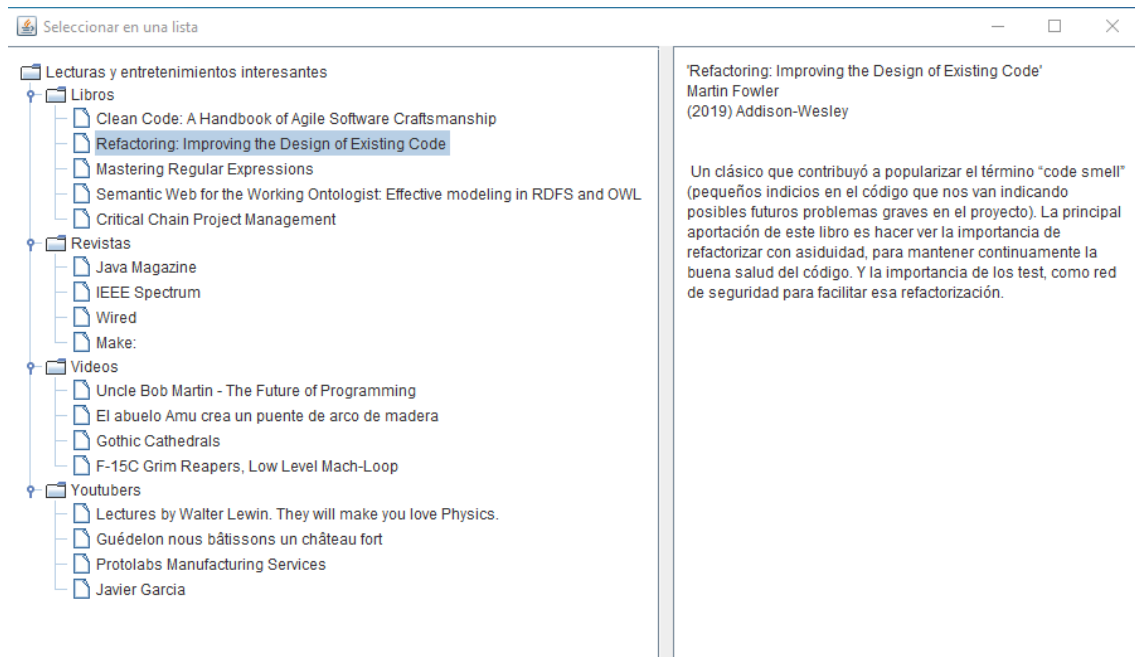 Seleccionar en una lista
Lecturas y entretenimientos interesantes
Libros
Clean Code: A Handbook of Agile Software Craftsmanship
Refactoring: Improving the Design of Existing Code
Mastering Regular Expressions
Semantic Web for the Working Ontologist: Effective modeling in RDFS and OWL
Critical Chain Project Management
Revistas
Java Magazine
IEEE Spectrum
Wired
Make:
Videos
Uncle Bob Martin - The Future of Programming
El abuelo Amu crea un puente de arco de madera
Gothic Cathedrals
F-15C Grim Reapers, Low Level Mach-Loop
Youtubers
Lectures by Walter Lewin. They will make you love Physics.
Guédelon nous bâtissons un château fort
Protolabs Manufacturing Services
Javier Garcia
'Refactoring: Improving the Design of Existing Code'
Martin Fowler
(2019) Addison-Wesley
Un clásico que contribuyó a popularizar el término “code smell”
(pequeños indicios en el código que nos van indicando
posibles futuros problemas graves en el proyecto). La principal
aportación de este libro es hacer ver la importancia de
refactorizar con asiduidad, para mantener continuamente la
buena salud del código. Y la importancia de los test, como red
de seguridad para facilitar esa refactorización.